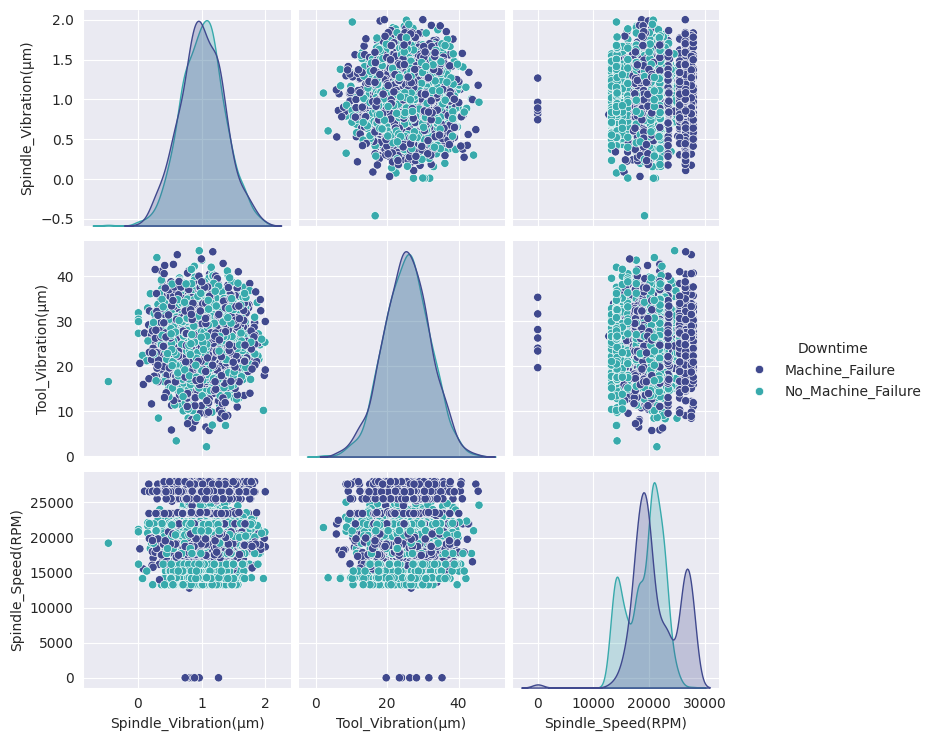 2.0
1.5
1.0
0.5
0.0
−0.5
Spindle_Vibration(μm)
40
30
20
10
0
Tool_Vibration(μm)
Downtime
Machine_Failure
No_Machine_Failure
25000
20000
15000
10000
5000
0
Spindle_Speed(RPM)
0 1 2
0 20 40
0 10000 20000 30000
Spindle_Vibration(μm)
Tool_Vibration(μm)
Spindle_Speed(RPM)